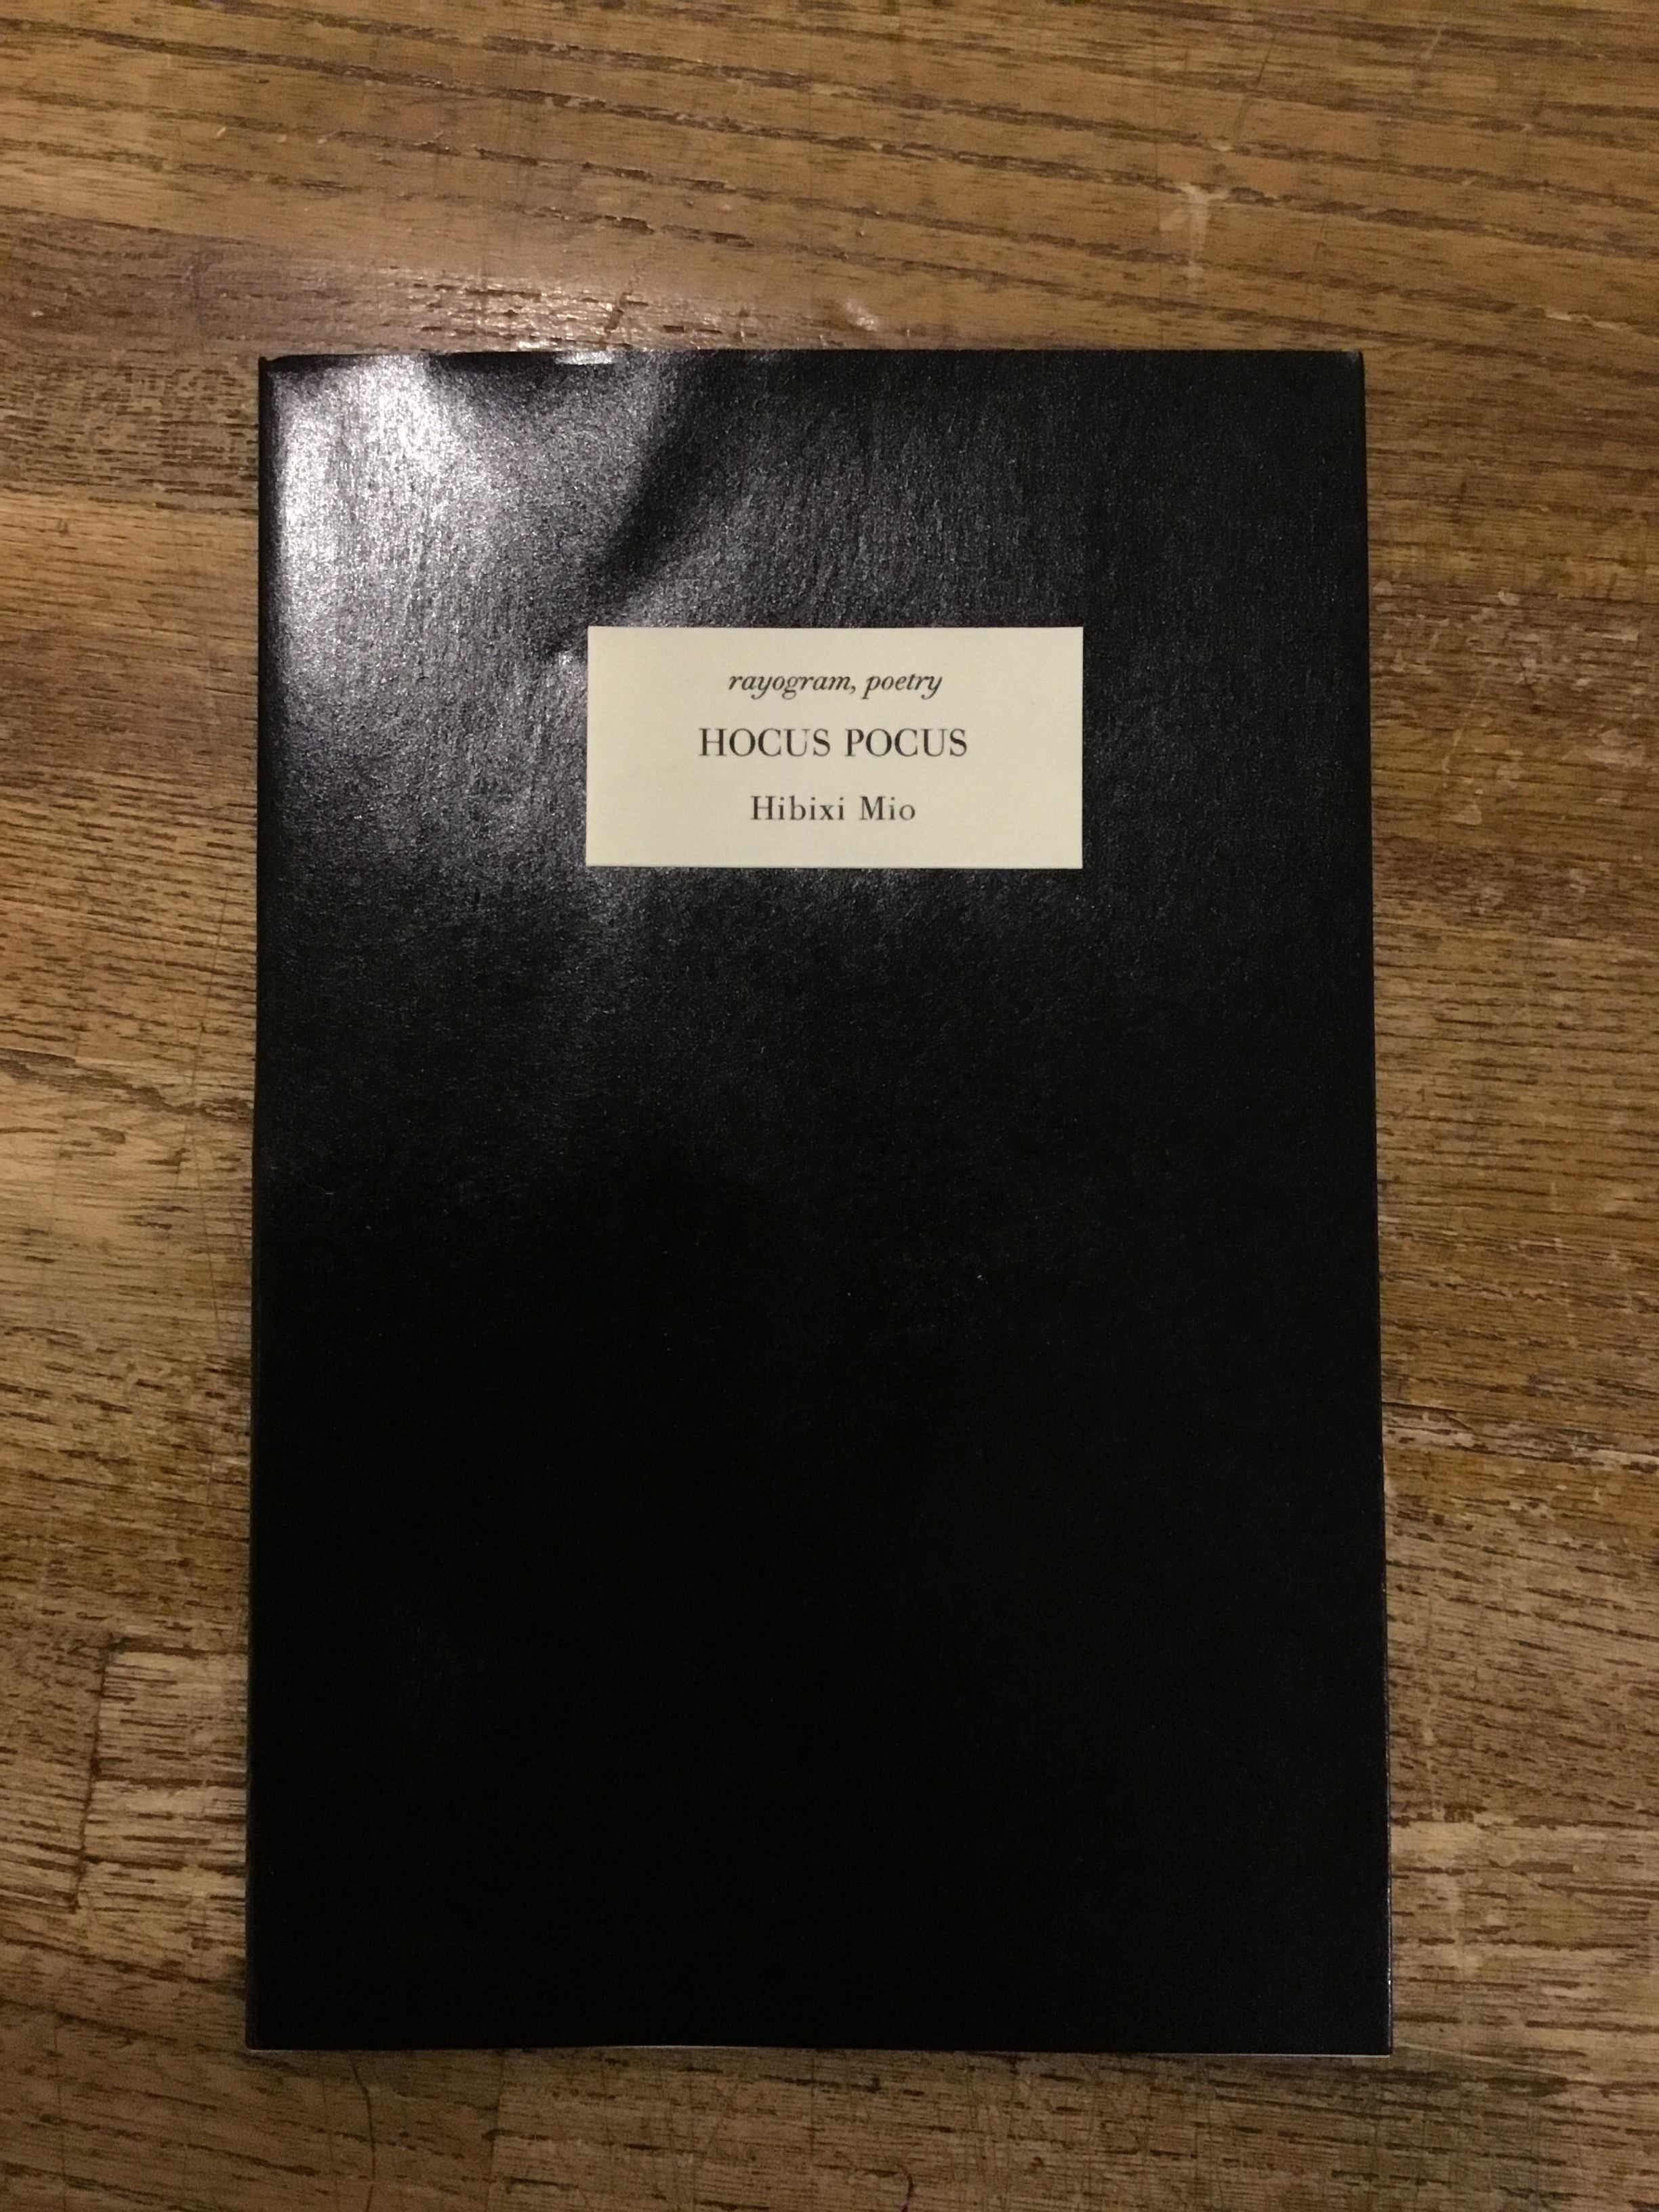 rayogram, poetry
HOCUS POCUS
Hibixi Mio